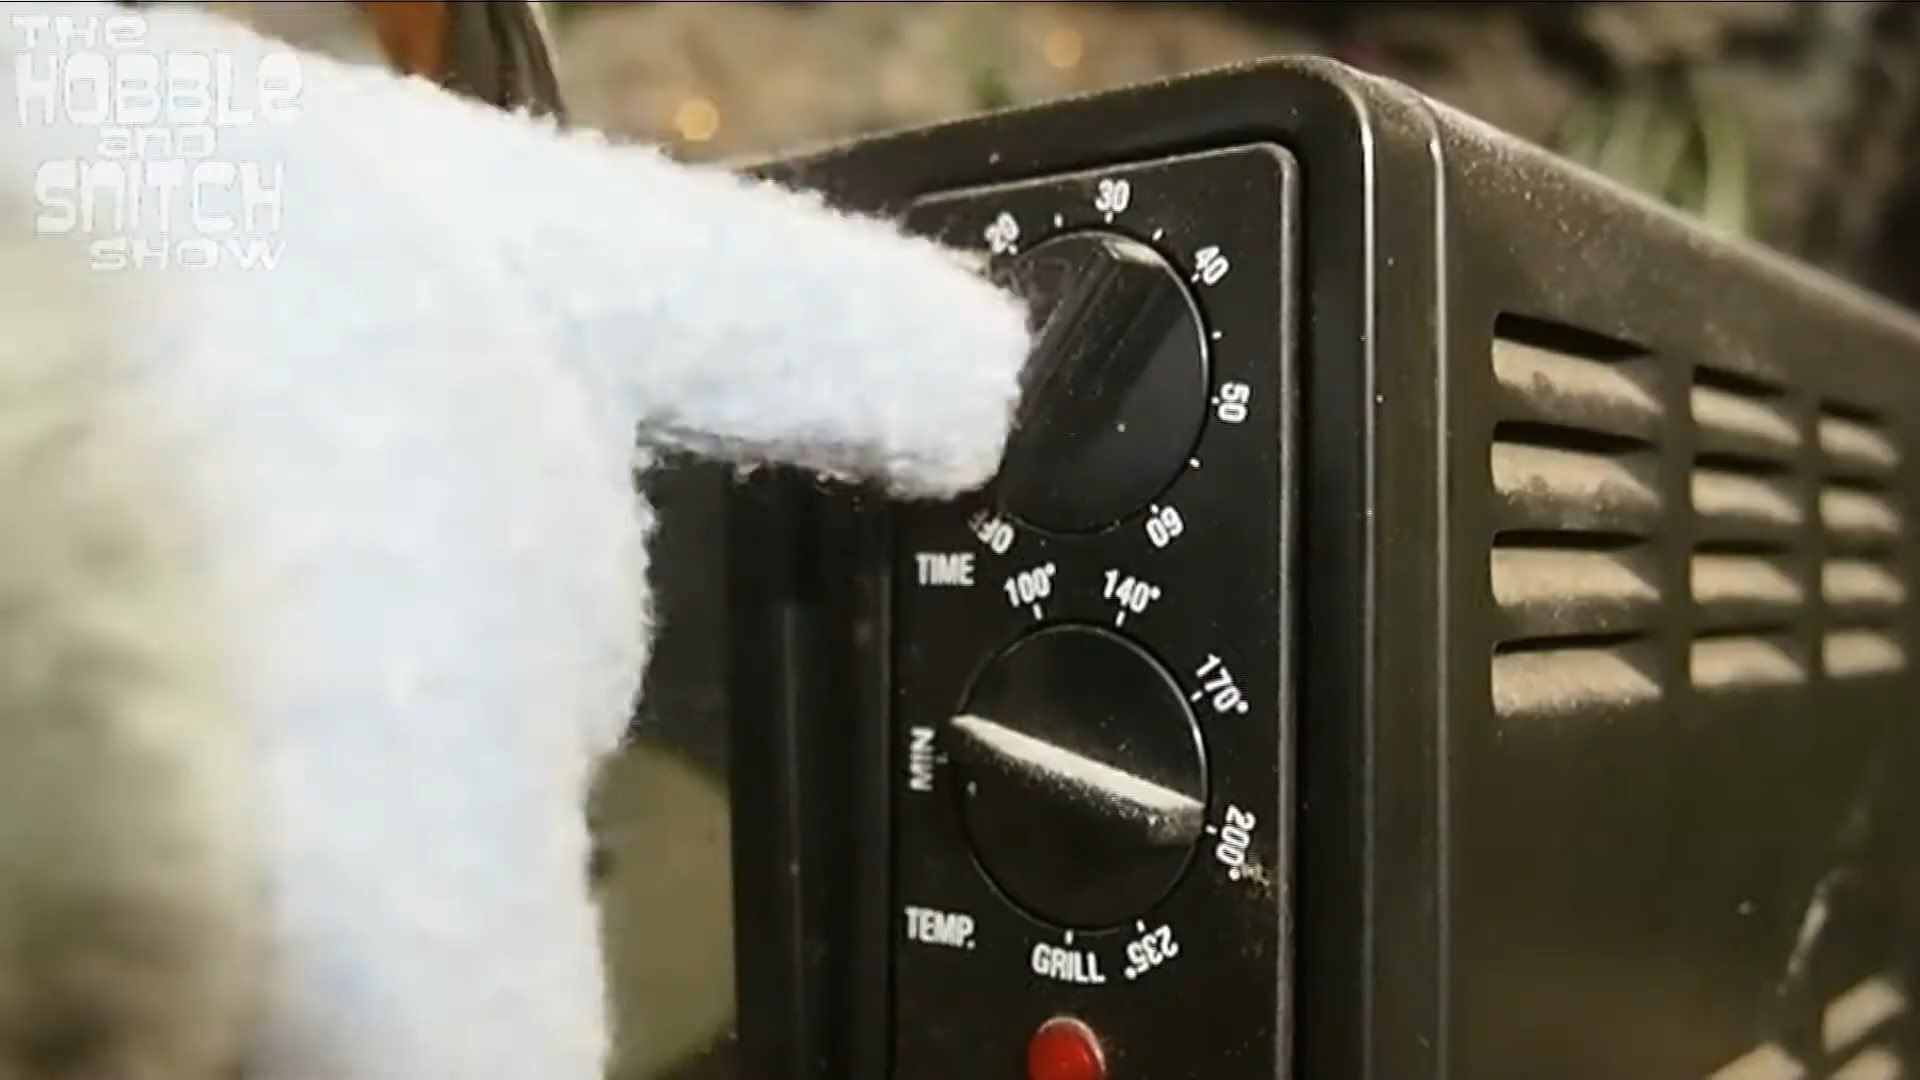 THE
HOBBLE
AND
SNITCH
SHOW
20
30
40
50
60
OFF
TIME
100°
140°
170°
MIN
200°
TEMP.
GRILL
235°